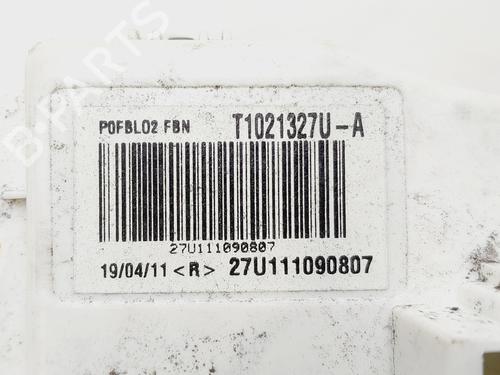 B-PARTS
P0FBL02 FBN T1021327U-A
27U111090807
19/04/11 <R> 27U111090807